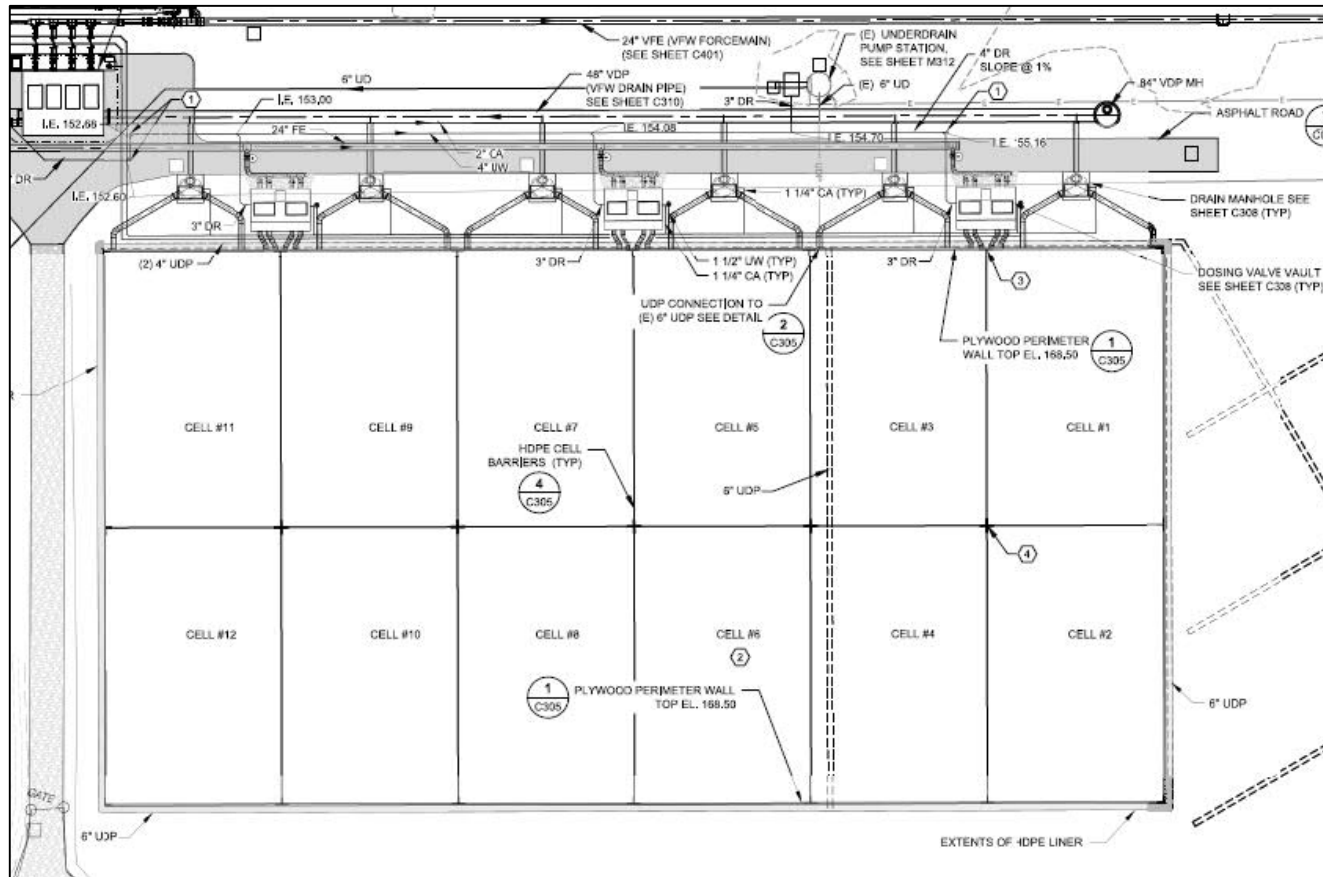 24" VFE (VFW FORCEMAIN)
(SEE SHEET C401)
(E) UNDERDRAIN
PUMP STATION,
SEE SHEET M312
4" DR
SLOPE @ 1%
6" UD
48" VDP
(VFW DRAIN PIPE)
SEE SHEET C310)
3" DR
(E) 6" UD
1
84" VDP MH
1
I.E. 153.00
I.E. 152.68
24" FE
I.E. 154.08
I.E. 154.70
I.E. 155.16
ASPHALT ROAD
2" CA
4" UW
DR
I.E. 152.60
1 1/4" CA (TYP)
DRAIN MANHOLE SEE
SHEET C308 (TYP)
3" DR
(2) 4" UDP
3" DR
1 1/2" UW (TYP)
1 1/4" CA (TYP)
3" DR
3
DOSING VALVE VAULT
SEE SHEET C308 (TYP)
UDP CONNECTION TO
(E) 6" UDP SEE DETAIL
2
C305
PLYWOOD PERIMETER
WALL TOP EL. 168.50
1
C305
CELL #11
CELL #9
CELL #7
CELL #5
CELL #3
CELL #1
HDPE CELL
BARRIERS (TYP)
4
C305
6" UDP
4
CELL #12
CELL #10
CELL #8
CELL #6
CELL #4
CELL #2
2
1
C305
PLYWOOD PERIMETER WALL
TOP EL. 168.50
6" UDP
GATE
6" UDP
EXTENTS OF HDPE LINER